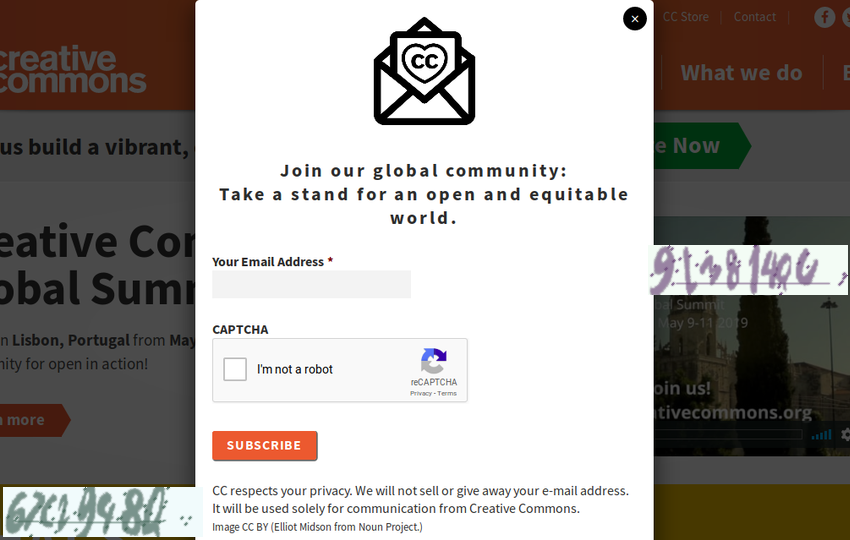 CC Store | Contact |
creative
commons
What we do
us build a vibrant,
e Now
CC
×
Join our global community:
Take a stand for an open and equitable
world.
eative Co
obal Sum
n Lisbon, Portugal from May
nity for open in action!
n more
Your Email Address *
CAPTCHA
I'm not a robot
reCAPTCHA
Privacy - Terms
SUBSCRIBE
CC respects your privacy. We will not sell or give away your e-mail address.
It will be used solely for communication from Creative Commons.
Image CC BY (Elliot Midson from Noun Project.)
bal Summit
May 9-11 2019
oin us!
ativecommons.org